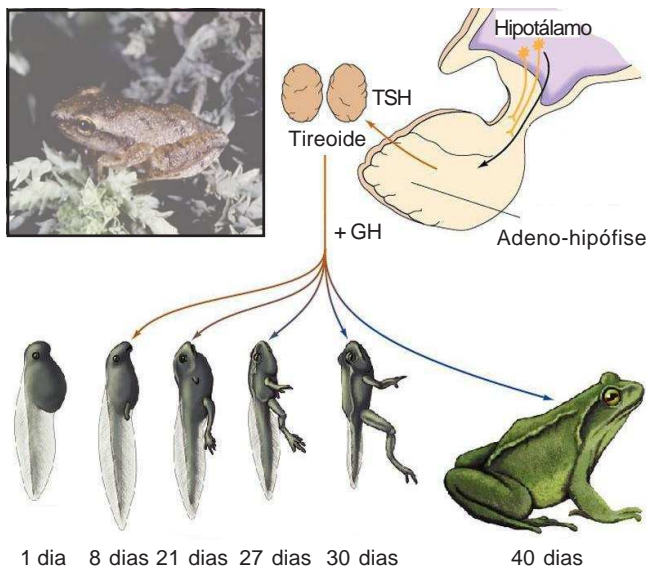 Hipotálamo
TSH
Tireoide
+ GH
Adeno-hipófise
1 dia 8 dias 21 dias 27 dias 30 dias 40 dias